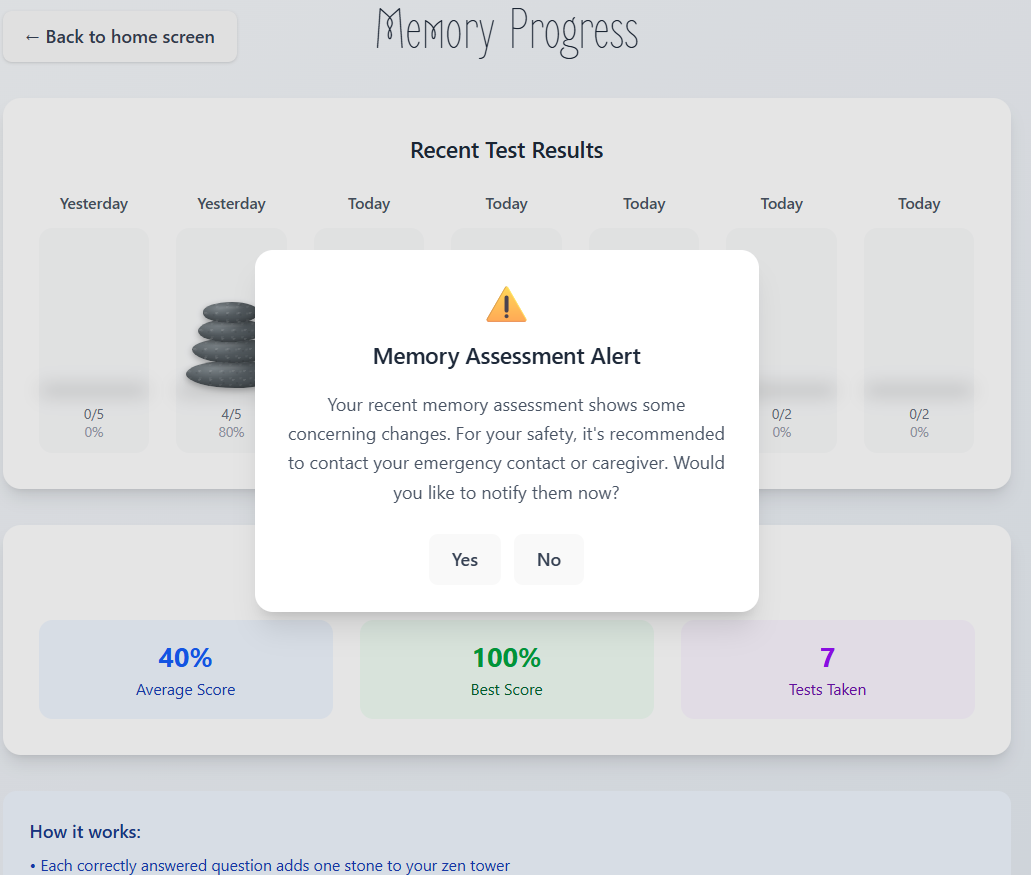 ← Back to home screen
Memory Progress
Recent Test Results
Yesterday
Yesterday
Today
Today
Today
Today
Today
0/5
0%
4/5
80%
0/2
0%
0/2
0%
Memory Assessment Alert
Your recent memory assessment shows some
concerning changes. For your safety, it's recommended
to contact your emergency contact or caregiver. Would
you like to notify them now?
Yes
No
40%
Average Score
100%
Best Score
7
Tests Taken
How it works:
• Each correctly answered question adds one stone to your zen tower